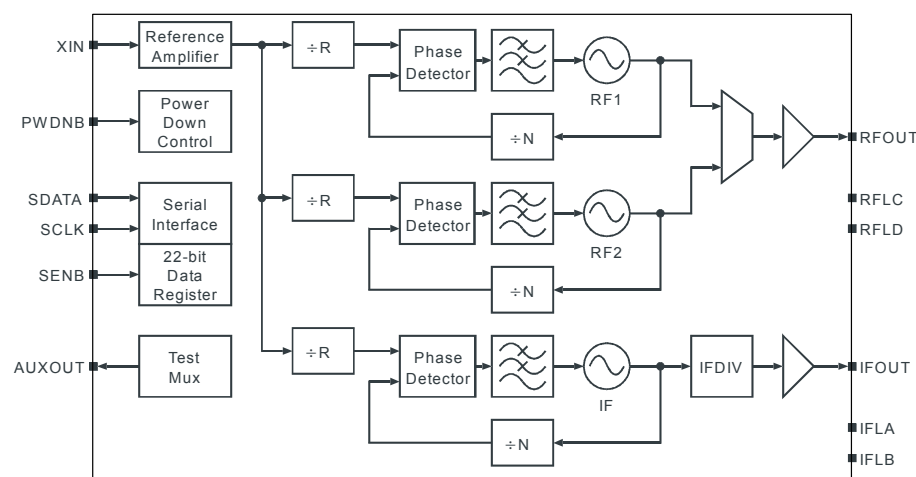 XIN
Reference
Amplifier
÷R
Phase
Detector
RF1
÷N
PWDNB
Power
Down
Control
RFOUT
SDATA
SCLK
Serial
Interface
÷R
Phase
Detector
RF2
÷N
RFLC
RFLD
SENB
22-bit
Data
Register
AUXOUT
Test
Mux
÷R
Phase
Detector
IF
÷N
IFDIV
IFOUT
IFLA
IFLB